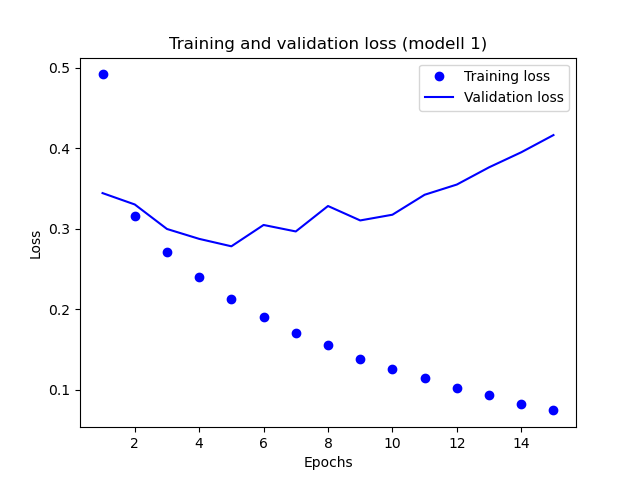 Training and validation loss (modell 1)
Training loss
Validation loss
0.5
0.4
0.3
0.2
0.1
Loss
2 4 6 8 10 12 14
Epochs